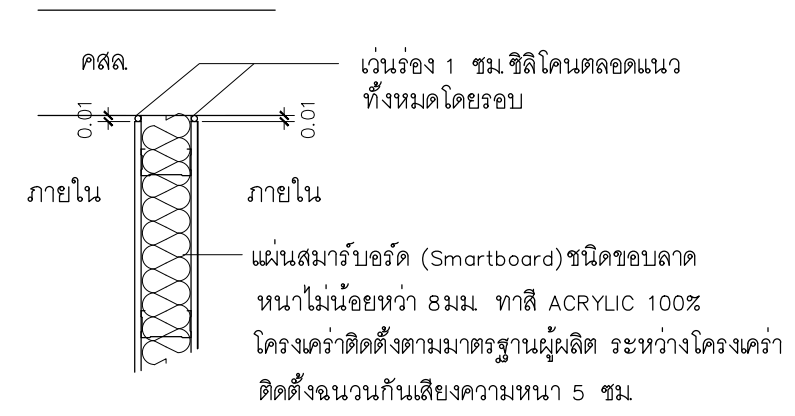 คสล.
เว่นร่อง 1 ซม.ซิลิโคนตลอดแนว
ทั้งหมดโดยรอบ
0.01
0.01
ภายใน
ภายใน
แผ่นสมาร์บอร์ด (Smartboard)ชนิดขอบลาด
หนาไม่น้อยหว่า 8มม. ทาสี ACRYLIC 100%
โครงเคร่าติดตั้งตามมาตรฐานผู้ผลิต ระหว่างโครงเคร่า
ติดตั้งฉนวนกันเสียงความหนา 5 ซม.